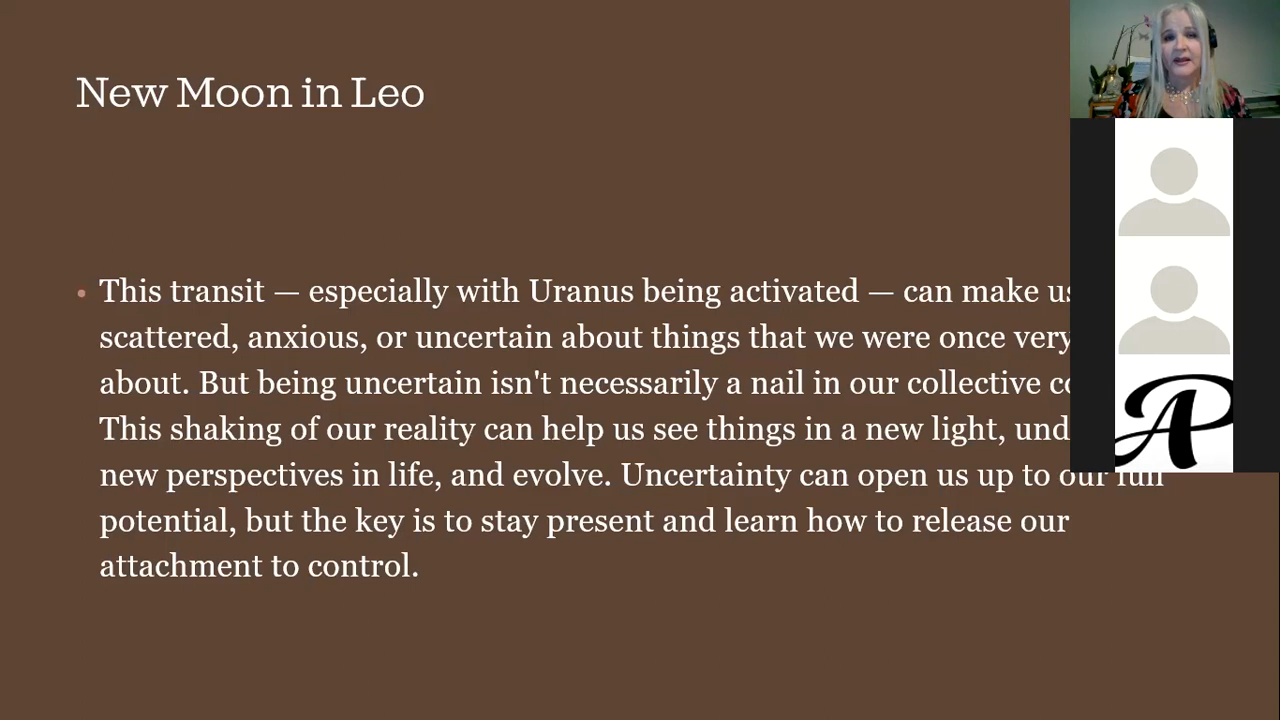 New Moon in Leo
• This transit — especially with Uranus being activated — can make us
scattered, anxious, or uncertain about things that we were once very
about. But being uncertain isn't necessarily a nail in our collective
This shaking of our reality can help us see things in a new light,
new perspectives in life, and evolve. Uncertainty can open us up to our full
potential, but the key is to stay present and learn how to release our
attachment to control.
AP